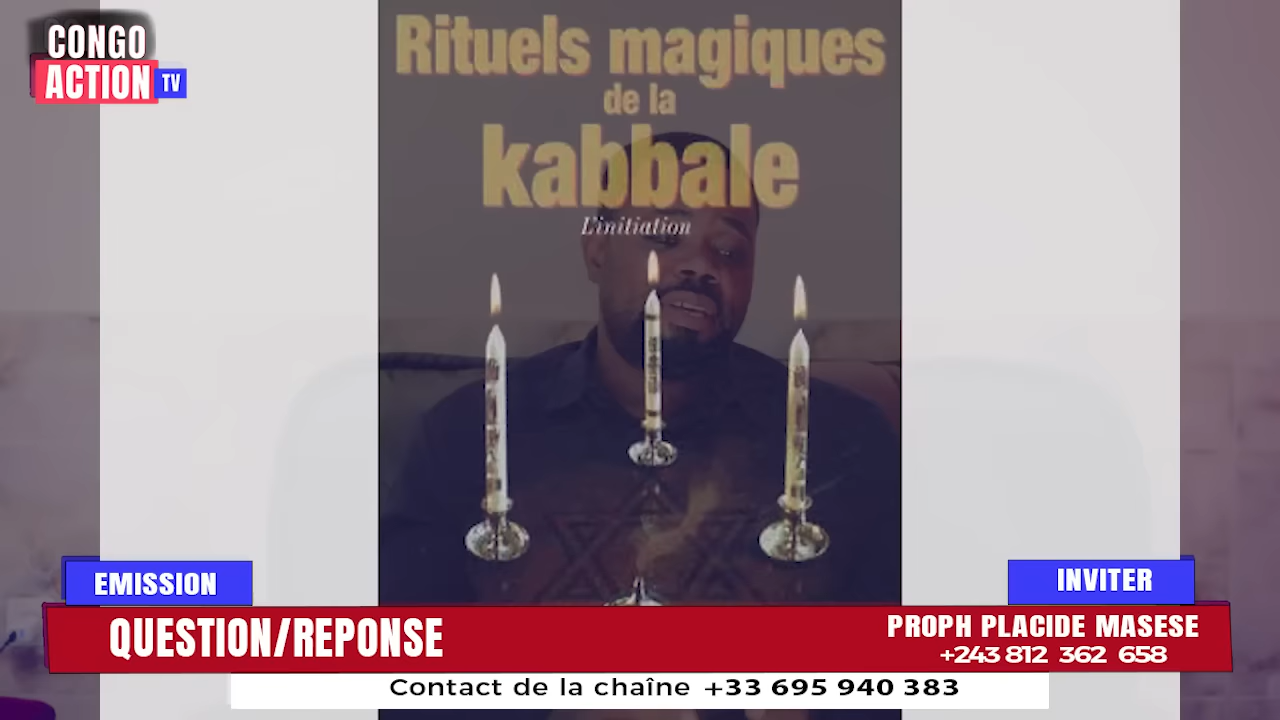 CONGO
ACTION TV
Rituels magiques
de la
kabbale
L'initiation
EMISSION
INVITER
QUESTION/REPONSE
PROPH PLACIDE MASESE
+243 812 362 658
Contact de la chaîne +33 695 940 383